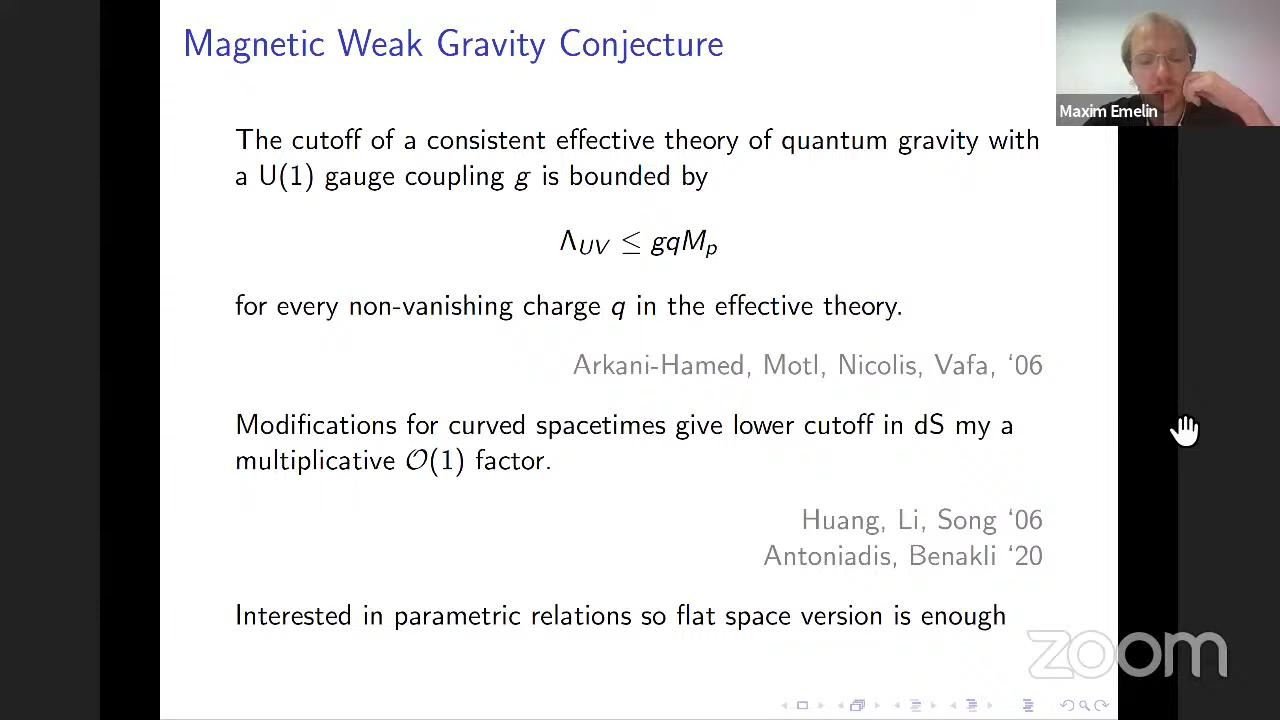 Magnetic Weak Gravity Conjecture
Maxim Emelin
The cutoff of a consistent effective theory of quantum gravity with
a U(1) gauge coupling g is bounded by
Λ_{UV} ≤ gqM_p
for every non-vanishing charge q in the effective theory.
Arkani-Hamed, Motl, Nicolis, Vafa, ‘06
Modifications for curved spacetimes give lower cutoff in dS my a
multiplicative 𝒪(1) factor.
Huang, Li, Song ‘06
Antoniadis, Benakli ‘20
Interested in parametric relations so flat space version is enough
zoom